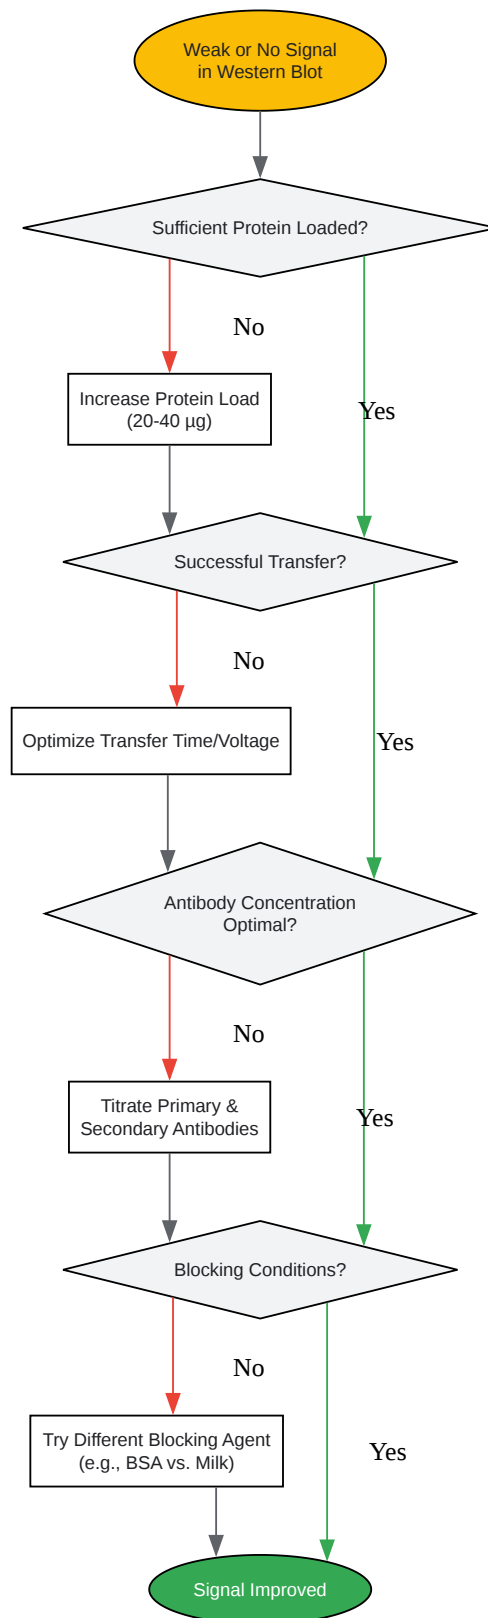 Weak or No Signal
in Western Blot
Sufficient Protein Loaded?
No
Increase Protein Load
(20-40 µg)
Yes
Successful Transfer?
No
Optimize Transfer Time/Voltage
Yes
Antibody Concentration
Optimal?
No
Titrate Primary &
Secondary Antibodies
Yes
Blocking Conditions?
No
Try Different Blocking Agent
(e.g., BSA vs. Milk)
Yes
Signal Improved